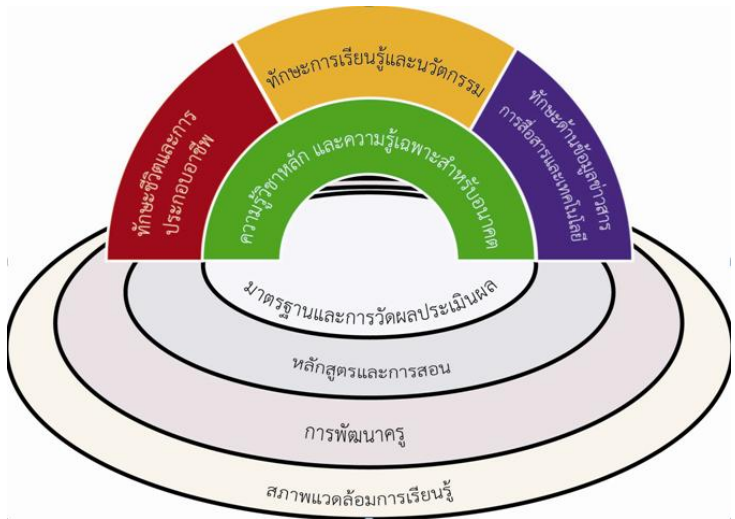 ทักษะการเรียนรู้และนวัตกรรม
ทักษะชีวิตและการ
ประกอบอาชีพ
ความรู้วิชาหลัก และความรู้เฉพาะสำหรับอนาคต
ทักษะด้านข้อมูลข่าวสาร
การสื่อสารและเทคโนโลยี
มาตรฐานและการวัดผลประเมินผล
หลักสูตรและการสอน
การพัฒนาครู
สภาพแวดล้อมการเรียนรู้